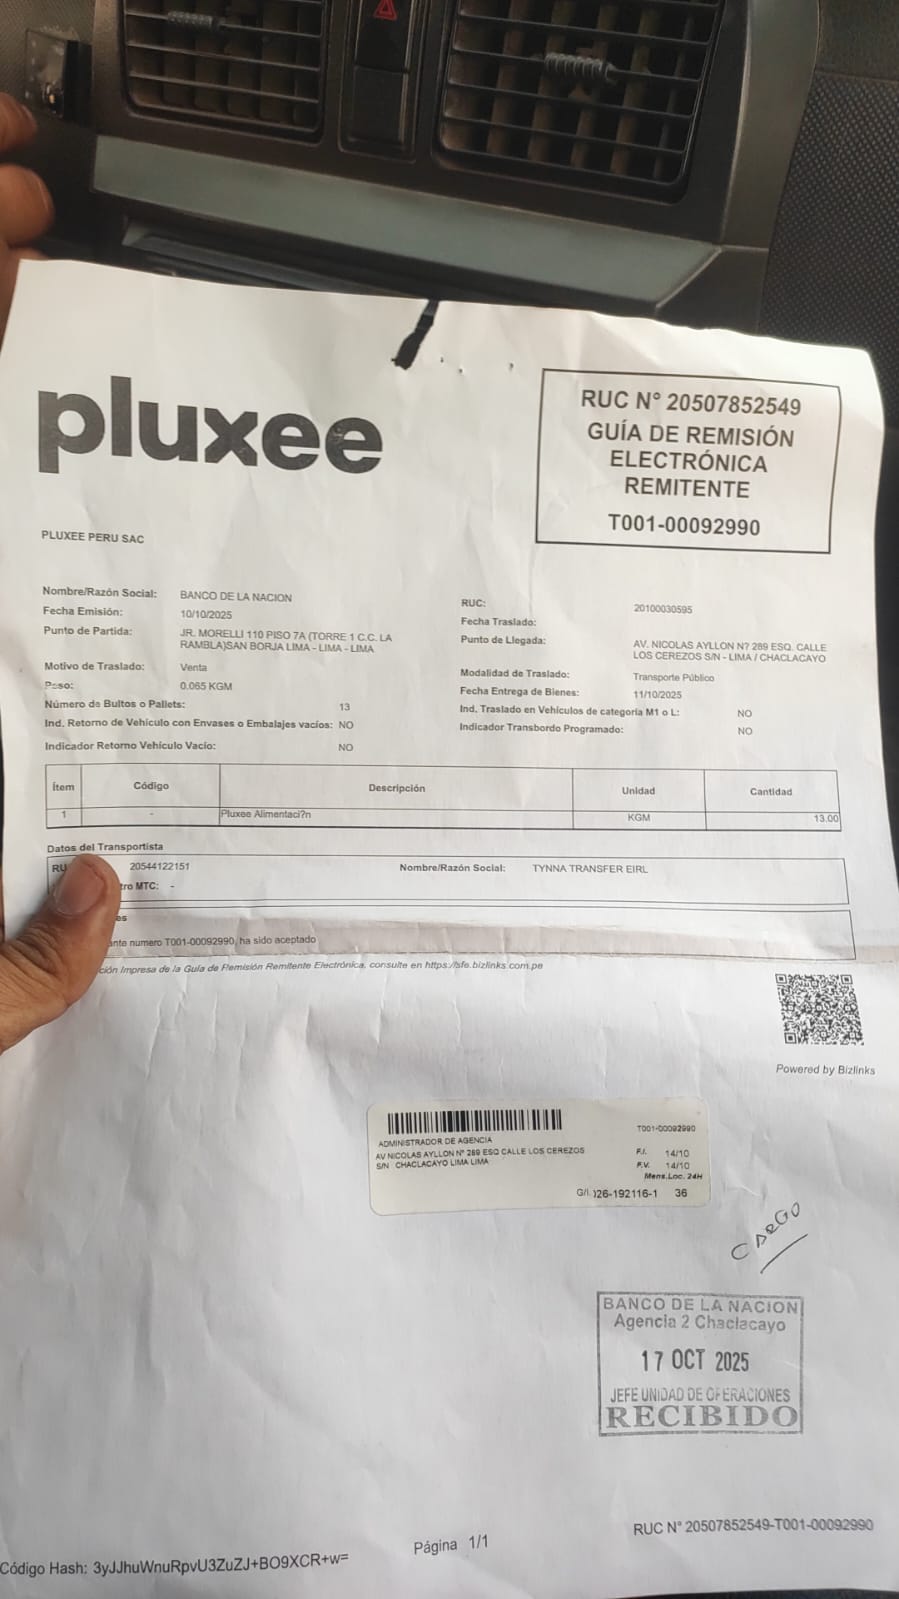 pluxee
RUC N° 20507852549
GUÍA DE REMISIÓN
ELECTRÓNICA
REMITENTE
T001-00092990
PLUXEE PERU SAC
Nombre/Razón Social: BANCO DE LA NACION
Fecha Emisión: 10/10/2025
Punto de Partida: JR. MORELLI 110 PISO 7A (TORRE 1 C.C. LA
RAMBLA)SAN BORJA LIMA - LIMA - LIMA
Motivo de Traslado: Venta
Peso: 0.065 KGM
Número de Bultos o Pallets: 13
Ind. Retorno de Vehículo con Envases o Embalajes vacíos: NO
Indicador Retorno Vehículo Vacío: NO
RUC: 20100030595
Fecha Traslado:
Punto de Llegada: AV. NICOLAS AYLLON N? 289 ESQ. CALLE
LOS CEREZOS S/N - LIMA / CHACLACAYO
Modalidad de Traslado: Transporte Público
Fecha Entrega de Bienes: 11/10/2025
Ind. Traslado en Vehículos de categoría M1 o L: NO
Indicador Transbordo Programado: NO
Ítem Código Descripción Unidad Cantidad
1 - Pluxee Alimentaci?n KGM 13.00
Datos del Transportista
RU 20544122151 Nombre/Razón Social: TYNNA TRANSFER EIRL
tro MTC: -
es
ante numero T001-00092990, ha sido aceptado
ción Impresa de la Guía de Remisión Remitente Electrónica, consulte en https://sfe.bizlinks.com.pe
Powered by Bizlinks
T001-00092990
ADMINISTRADOR DE AGENCIA
AV NICOLAS AYLLON N° 289 ESQ CALLE LOS CEREZOS
S/N CHACLACAYO LIMA LIMA
F.I. 14/10
F.V. 14/10
Mens.Loc. 24H
G/I. 026-192116-1 36
CARGO
BANCO DE LA NACION
Agencia 2 Chaclacayo
17 OCT 2025
JEFE UNIDAD DE OPERACIONES
RECIBIDO
RUC N° 20507852549-T001-00092990
Página 1/1
Código Hash: 3yJJhuWnuRpvU3ZuZJ+BO9XCR+w=